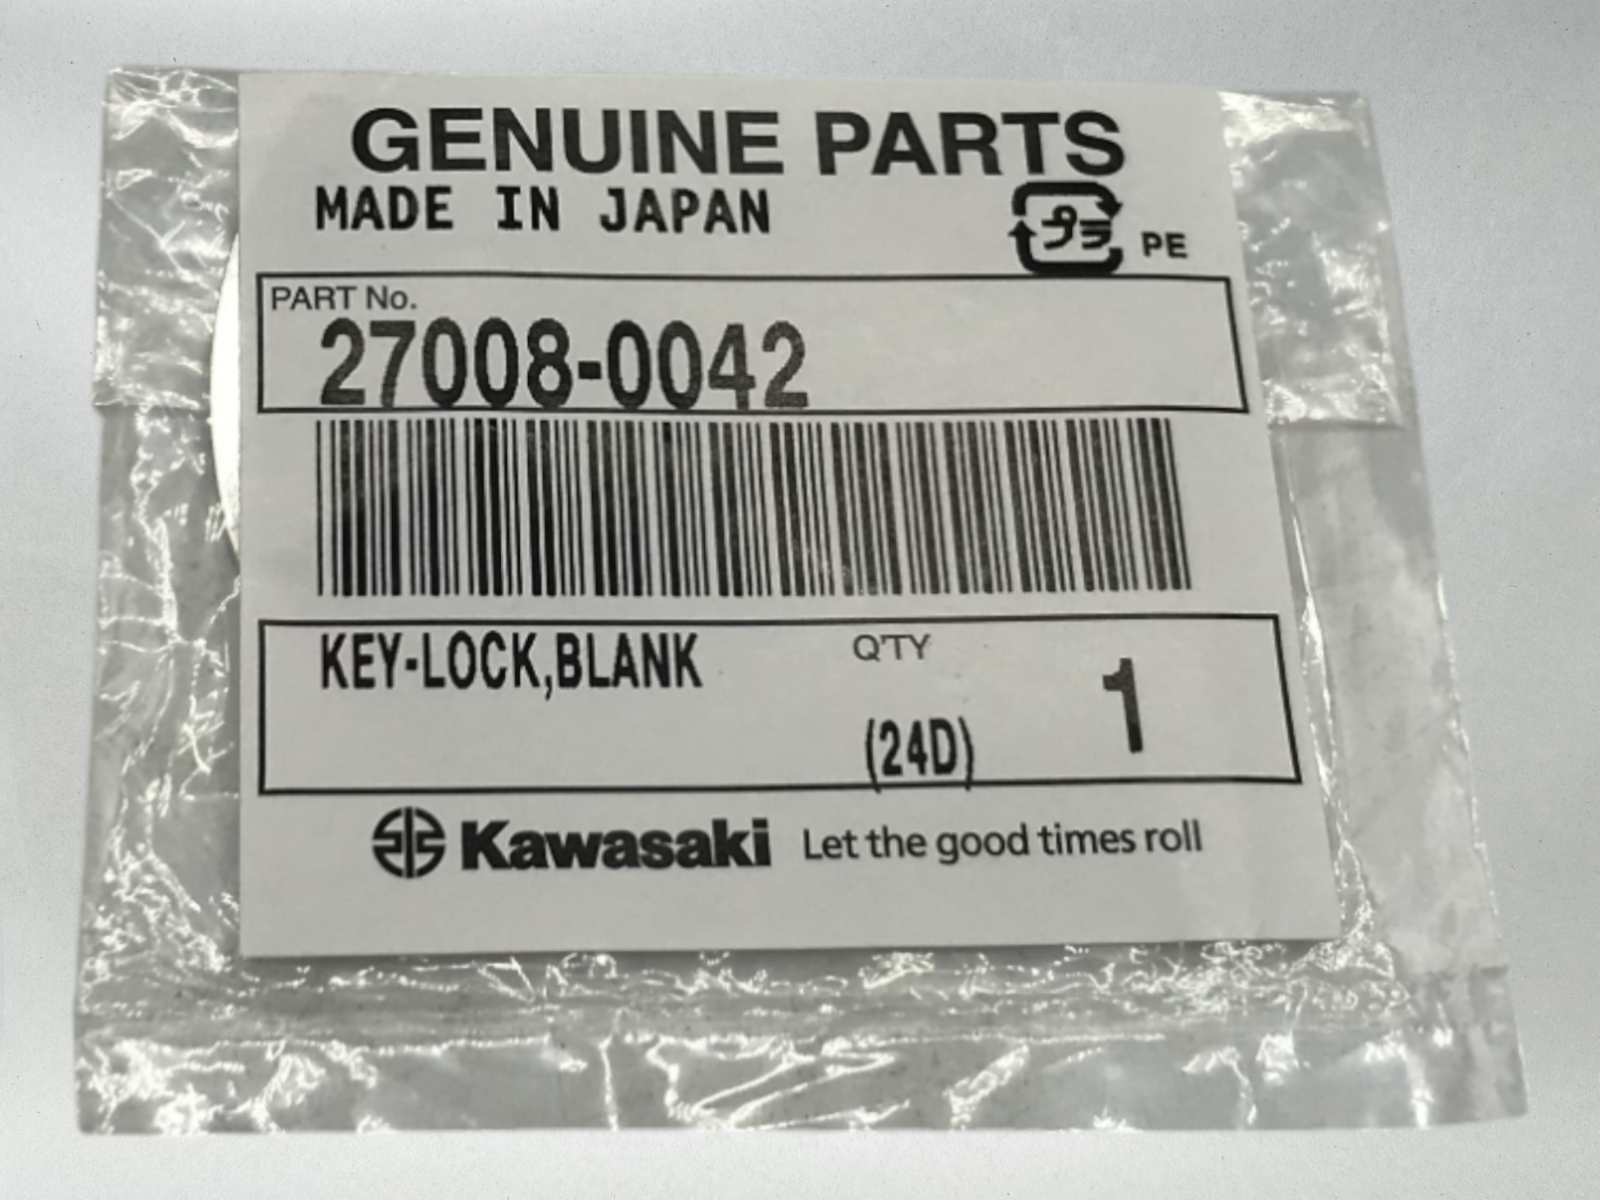 GENUINE PARTS
MADE IN JAPAN
プラ PE
PART No.
27008-0042
KEY-LOCK,BLANK Q'TY
(24D) 1
Kawasaki Let the good times roll